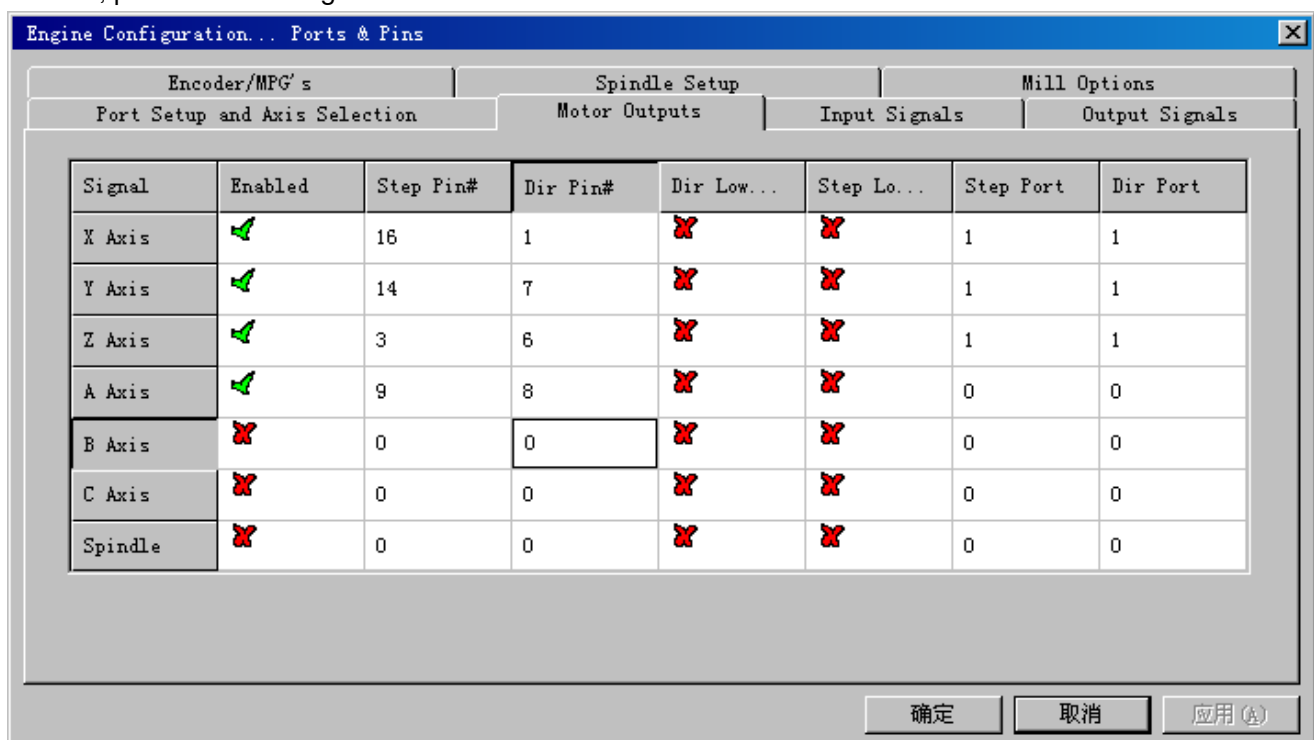 Engine Configuration... Ports & Pins
Encoder/MPG's Spindle Setup Mill Options
Port Setup and Axis Selection Motor Outputs Input Signals Output Signals
Signal Enabled Step Pin# Dir Pin# Dir Low... Step Lo... Step Port Dir Port
X Axis 16 1 1 1
Y Axis 14 7 1 1
Z Axis 3 6 1 1
A Axis 9 8 0 0
B Axis 0 0 0 0
C Axis 0 0 0 0
Spindle 0 0 0 0
确定 取消 应用(A)